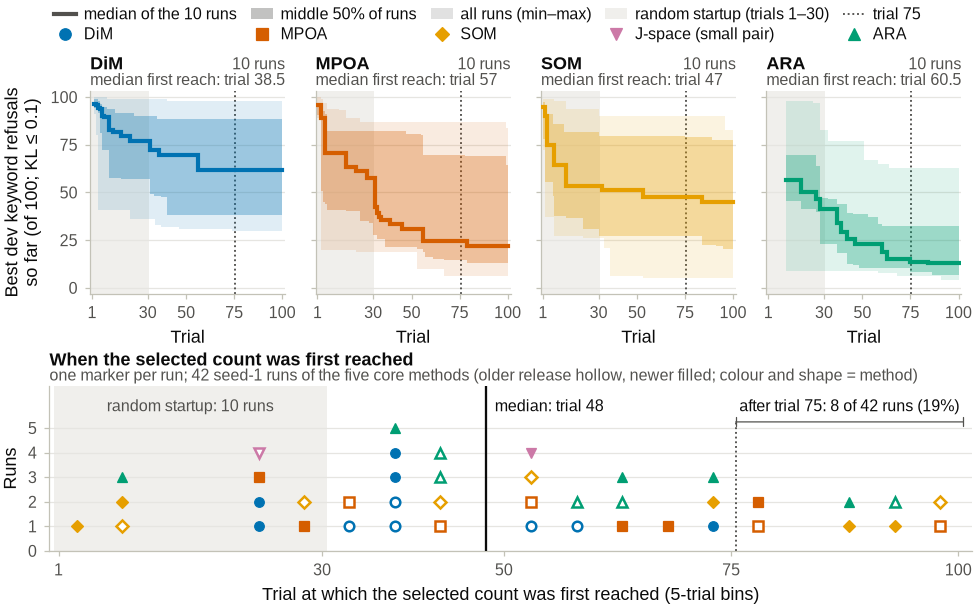 median of the 10 runs middle 50% of runs all runs (min–max) random startup (trials 1–30) trial 75
DiM MPOA SOM J-space (small pair) ARA
DiM 10 runs
median first reach: trial 38.5
MPOA 10 runs
median first reach: trial 57
SOM 10 runs
median first reach: trial 47
ARA 10 runs
median first reach: trial 60.5
Best dev keyword refusals
so far (of 100; KL ≤ 0.1)
100
75
50
25
0
1 30 50 75 100
1 30 50 75 100
1 30 50 75 100
1 30 50 75 100
Trial Trial Trial Trial
When the selected count was first reached
one marker per run; 42 seed-1 runs of the five core methods (older release hollow, newer filled; colour and shape = method)
random startup: 10 runs median: trial 48 after trial 75: 8 of 42 runs (19%)
Runs
5
4
3
2
1
0
1 30 50 75 100
Trial at which the selected count was first reached (5-trial bins)